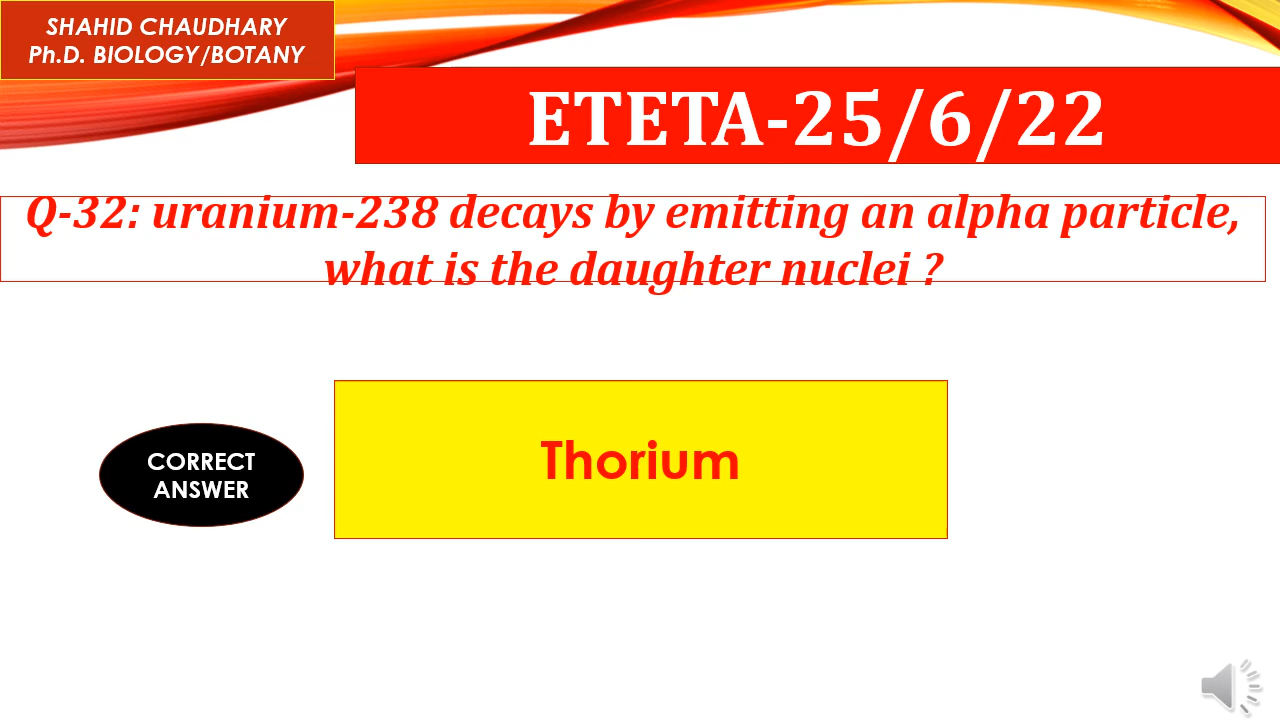 SHAHID CHAUDHARY
Ph.D. BIOLOGY/BOTANY
ETETA-25/6/22
Q-32: uranium-238 decays by emitting an alpha particle,
what is the daughter nuclei ?
CORRECT
ANSWER
Thorium